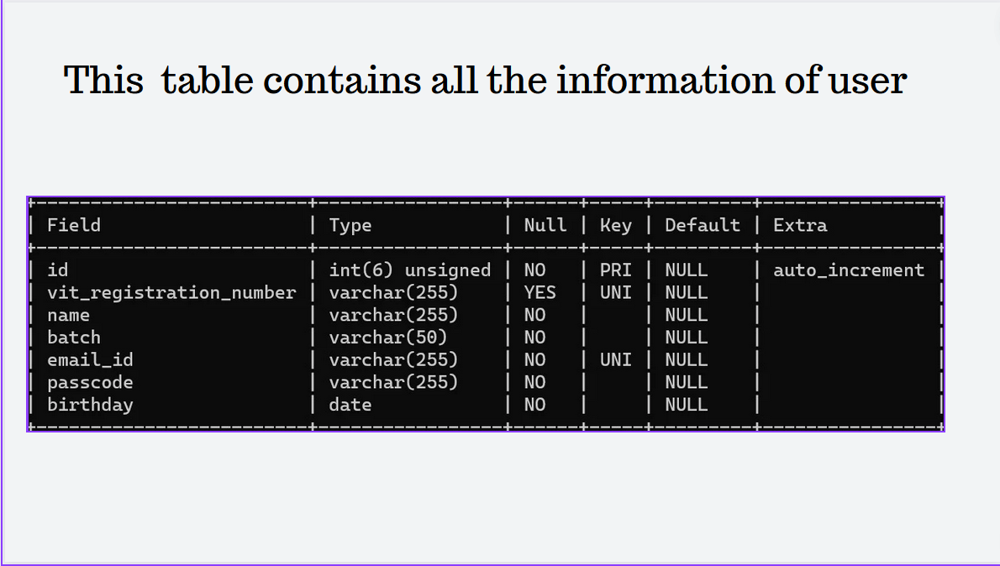 This table contains all the information of user
+--------------------------+------------------+------+-----+---------+----------------+
| Field                    | Type             | Null | Key | Default | Extra          |
+--------------------------+------------------+------+-----+---------+----------------+
| id                       | int(6) unsigned  | NO   | PRI | NULL    | auto_increment |
| vit_registration_number  | varchar(255)     | YES  | UNI | NULL    |                |
| name                     | varchar(255)     | NO   |     | NULL    |                |
| batch                    | varchar(50)      | NO   |     | NULL    |                |
| email_id                 | varchar(255)     | NO   | UNI | NULL    |                |
| passcode                 | varchar(255)     | NO   |     | NULL    |                |
| birthday                 | date             | NO   |     | NULL    |                |
+--------------------------+------------------+------+-----+---------+----------------+